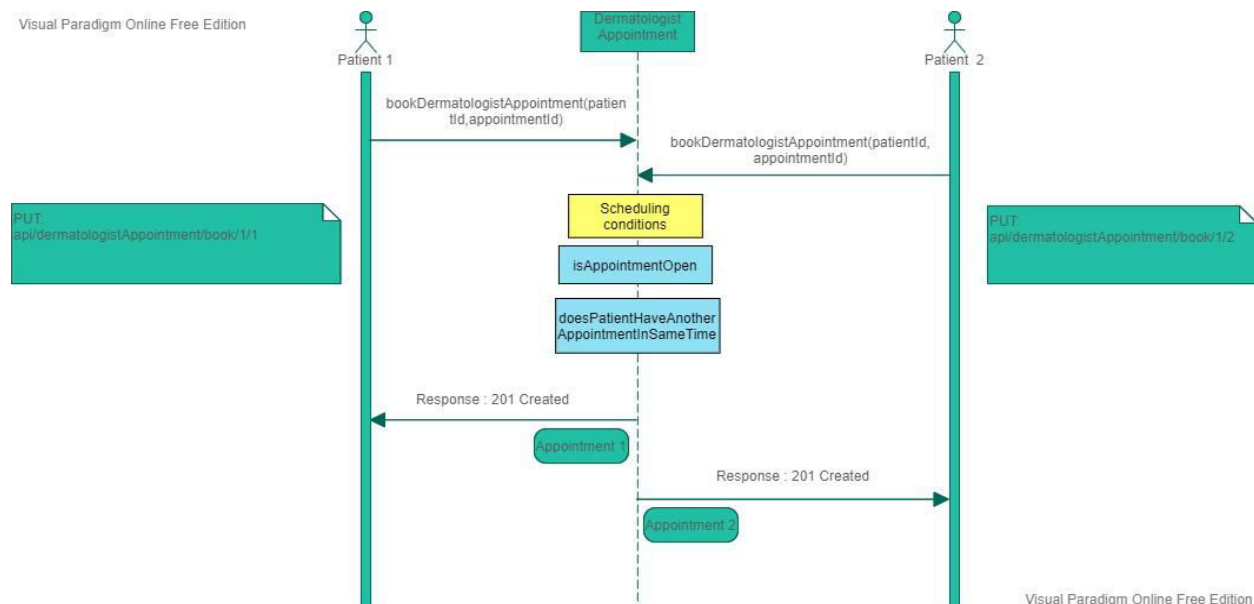 Visual Paradigm Online Free Edition
Dermatologist
Appointment
Patient 1
Patient 2
bookDermatologistAppointment(patien
tId,appointmentId)
bookDermatologistAppointment(patientId,
appointmentId)
Scheduling
conditions
PUT:
api/dermatologistAppointment/book/1/1
PUT:
api/dermatologistAppointment/book/1/2
isAppointmentOpen
doesPatientHaveAnother
AppointmentInSameTime
Response : 201 Created
Appointment 1
Response : 201 Created
Appointment 2
Visual Paradigm Online Free Edition